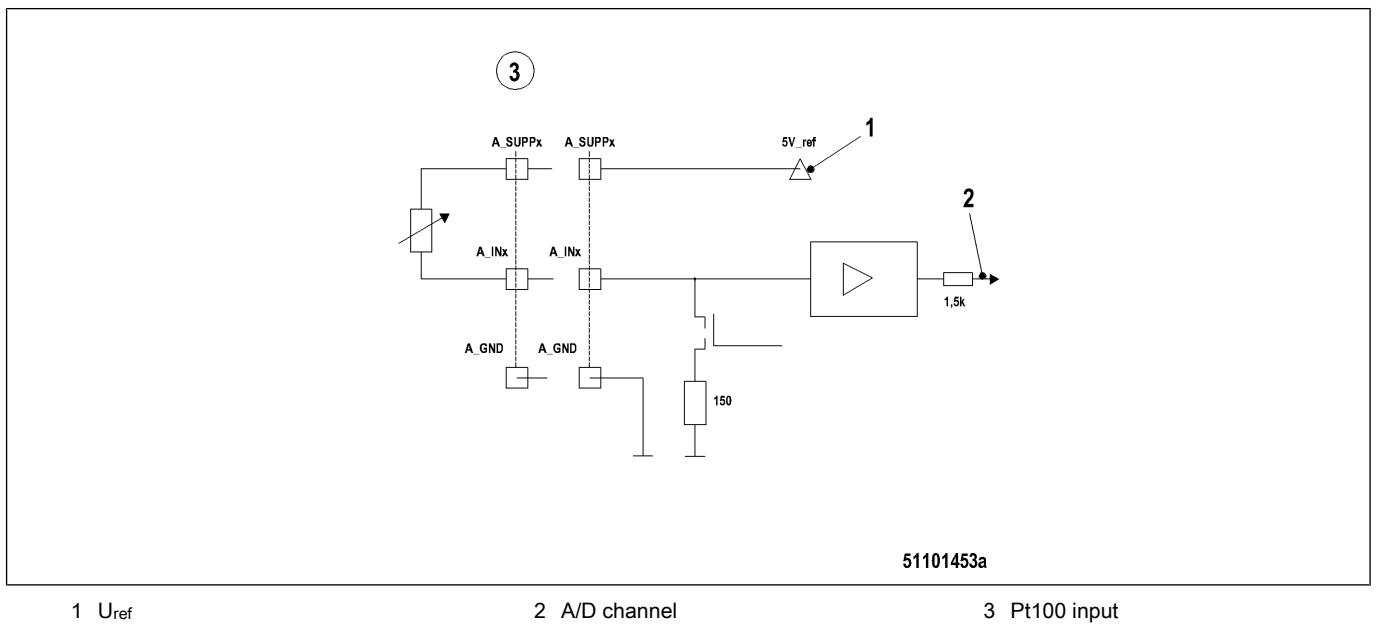 3
A_SUPPx A_SUPPx 5V_ref 1
2
A_INx A_INx
1,5k
A_GND A_GND
150
51101453a
1 Uref 2 A/D channel 3 Pt100 input